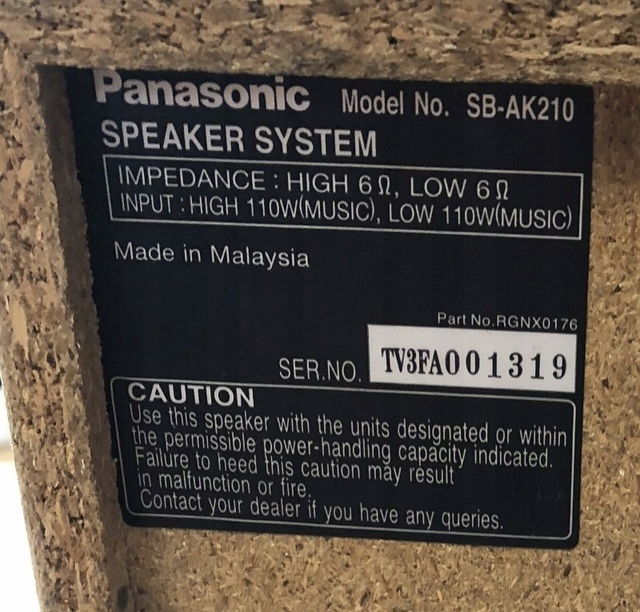 Panasonic Model No. SB-AK210
SPEAKER SYSTEM
IMPEDANCE : HIGH 6Ω, LOW 6Ω
INPUT : HIGH 110W(MUSIC), LOW 110W(MUSIC)
Made in Malaysia
Part No.RGNX0176
SER.NO. TV3FA001319
CAUTION
Use this speaker with the units designated or within
the permissible power-handling capacity indicated.
Failure to heed this caution may result
in malfunction or fire.
Contact your dealer if you have any queries.